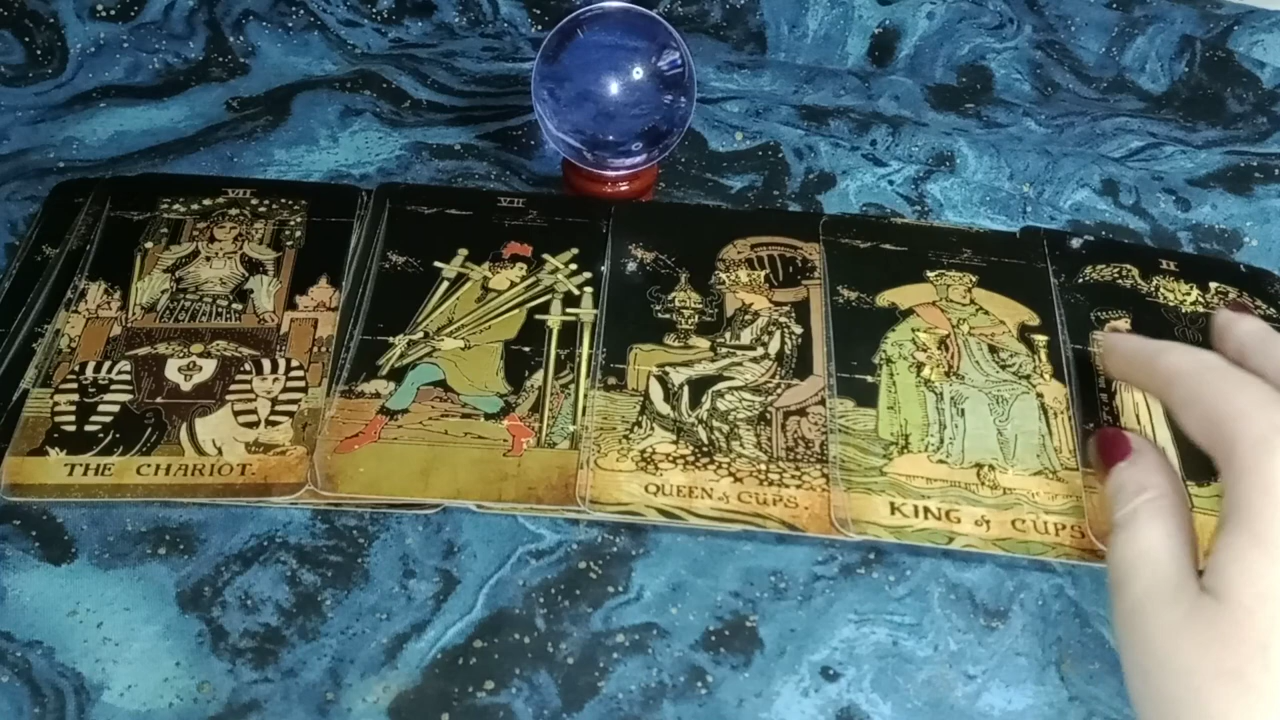 VII
THE CHARIOT.
VII
QUEEN of CUPS.
KING of CUPS
II